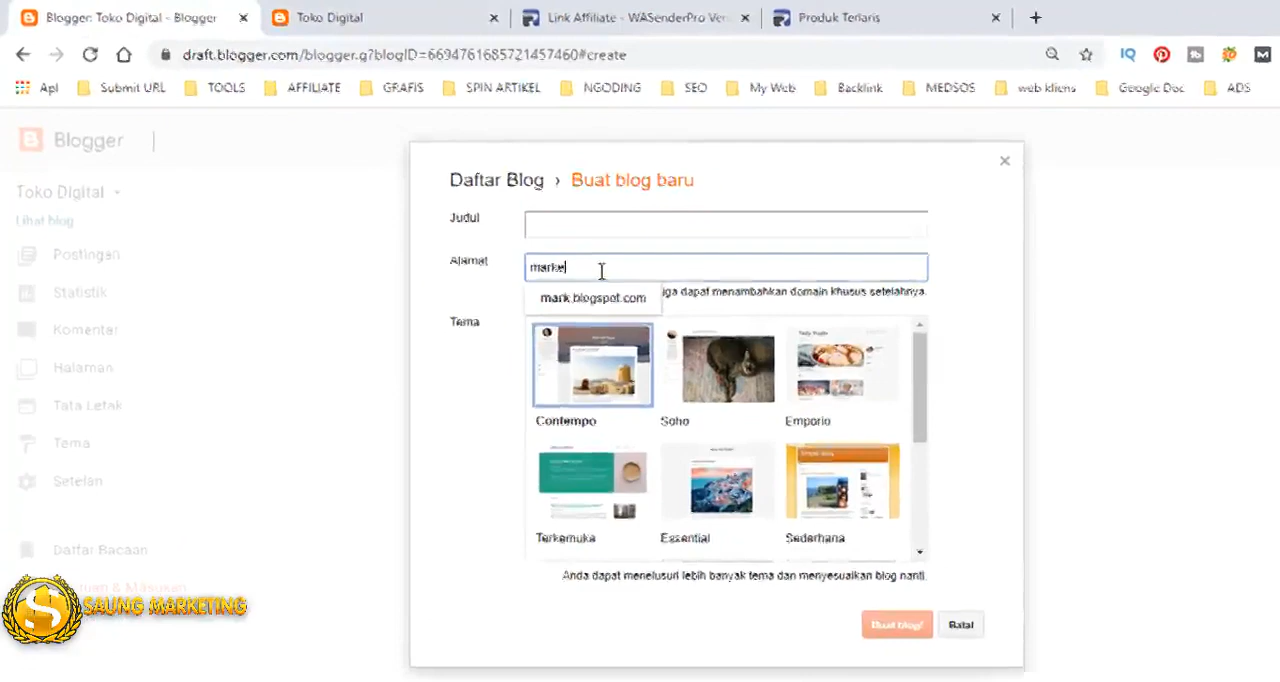 Blogger: Toko Digital - Blogger
Toko Digital
Link Affiliate - WASenderPro Ver
Produk Terlaris
draft.blogger.com/blogger.g?blogID=6694761685721457460#create
Apl
Submit URL
TOOLS
AFFILIATE
GRAFIS
SPIN ARTIKEL
NGODING
SEO
My Web
Backlink
MEDSOS
web kliens
Google Doc
ADS
Blogger
Toko Digital
Lihat blog
Postingan
Statistik
Komentar
Halaman
Tata Letak
Tema
Setelan
Daftar Bacaan
& Masukan
SAUNG MARKETING
Daftar Blog › Buat blog baru
Judul
Alamat
marke
mark.blogspot.com
iga dapat menambahkan domain khusus setelahnya.
Tema
Contempo
Soho
Emporio
Terkemuka
Essential
Sederhana
Anda dapat menelusuri lebih banyak tema dan menyesuaikan blog nanti.
Buat blog!
Batal